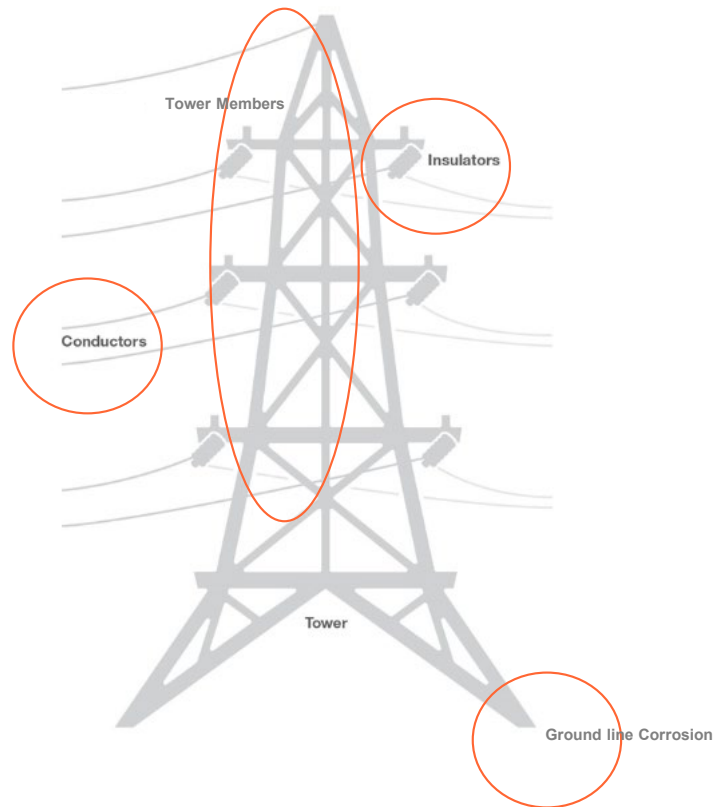 Tower Members
Insulators
Conductors
Tower
Ground line Corrosion